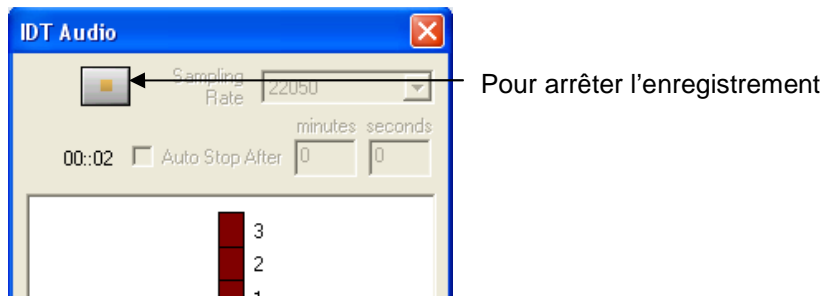 IDT Audio
Sampling Rate 22050
Pour arrêter l’enregistrement
minutes seconds
00::02 Auto Stop After 0 0
3
2
1